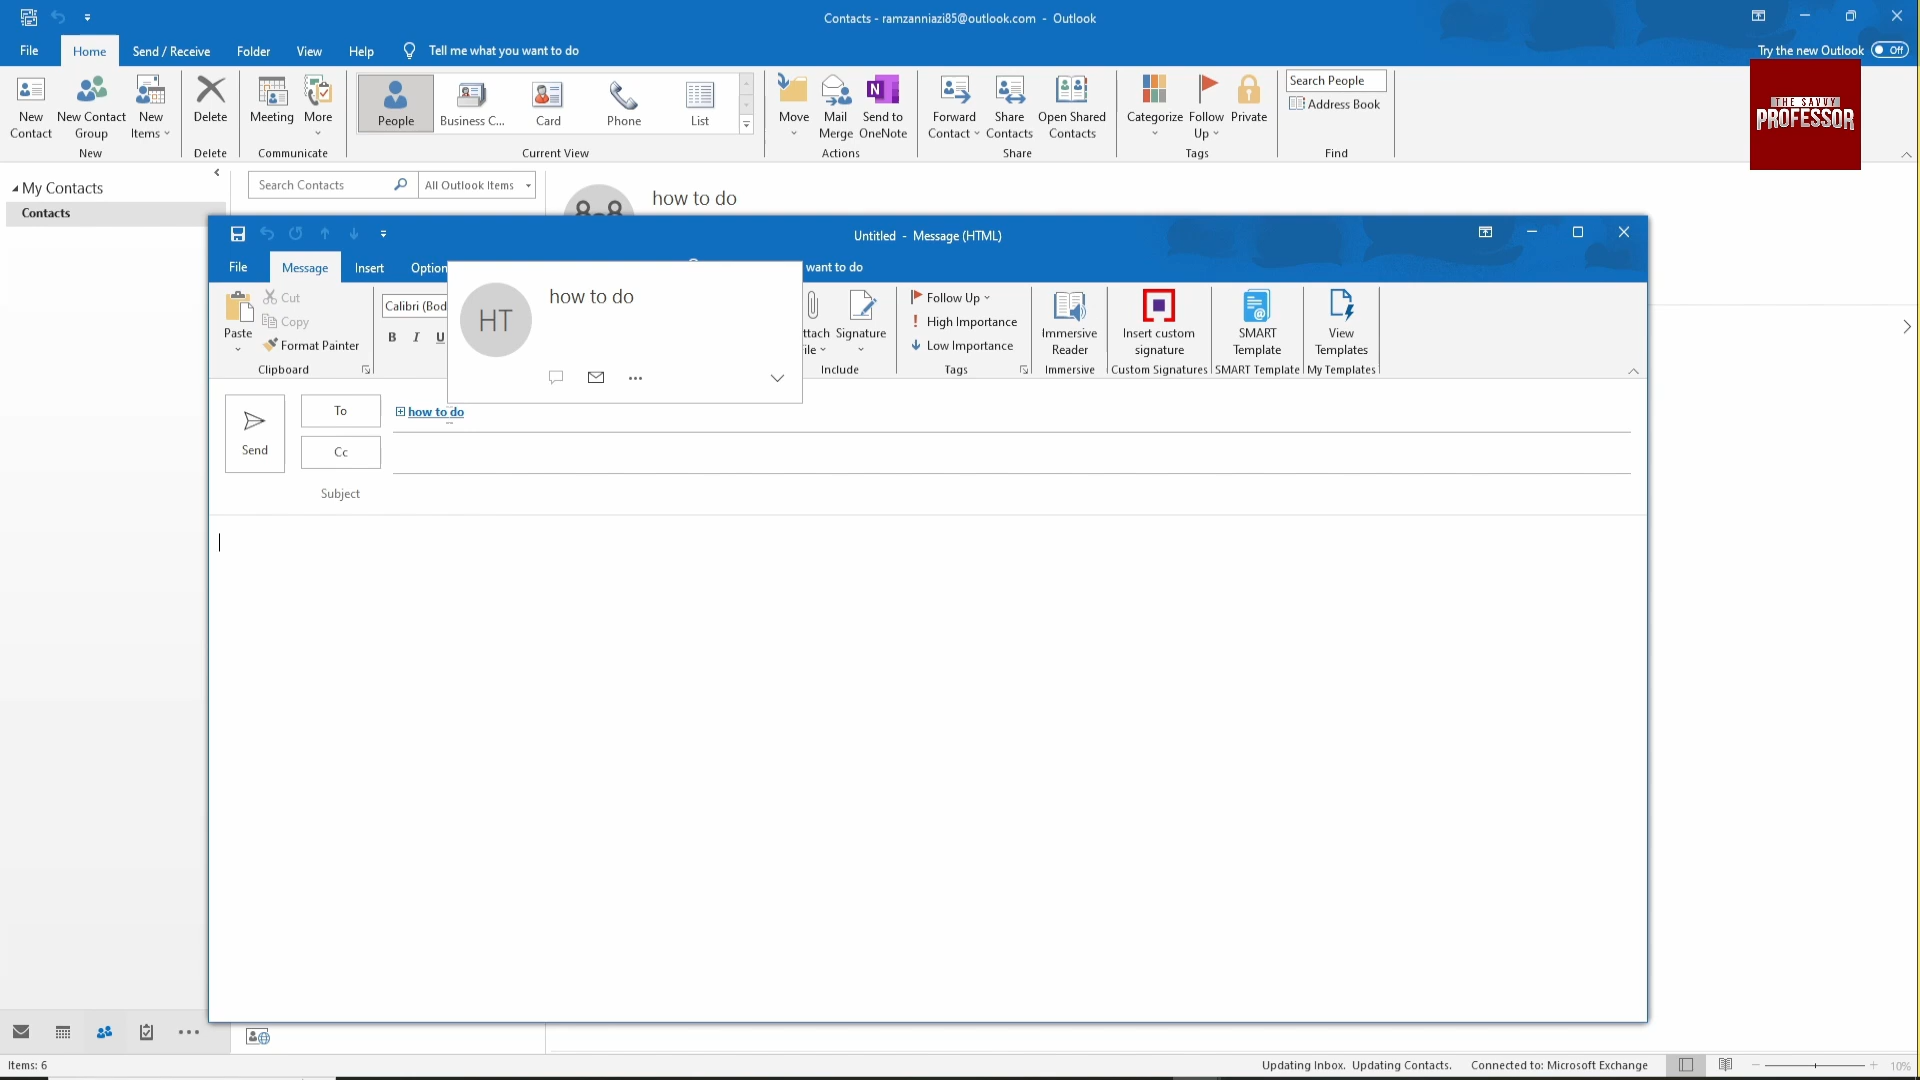 Contacts - ramzanniazi85@outlook.com - Outlook
File Home Send / Receive Folder View Help Tell me what you want to do
Try the new Outlook Off
New Contact
New Contact Group
New Items
New
Delete
Delete
Meeting
More
Communicate
People
Business C...
Card
Phone
List
Current View
Move
Mail Merge
Send to OneNote
Actions
Forward Contact
Share Contacts
Open Shared Contacts
Share
Categorize
Follow Up
Private
Tags
Search People
Address Book
Find
THE SAVVY
PROFESSOR
My Contacts
Contacts
Search Contacts
All Outlook Items
how to do
Untitled - Message (HTML)
File Message Insert Option
want to do
Paste
Cut
Copy
Format Painter
Clipboard
Calibri (Bod
B I U
HT
how to do
ttach
ile
Signature
Include
Follow Up
High Importance
Low Importance
Tags
Immersive Reader
Immersive
Insert custom signature
Custom Signatures
SMART Template
SMART Template
View Templates
My Templates
Send
To
how to do
Cc
Subject
Items: 6
Updating Inbox. Updating Contacts. Connected to: Microsoft Exchange
10%